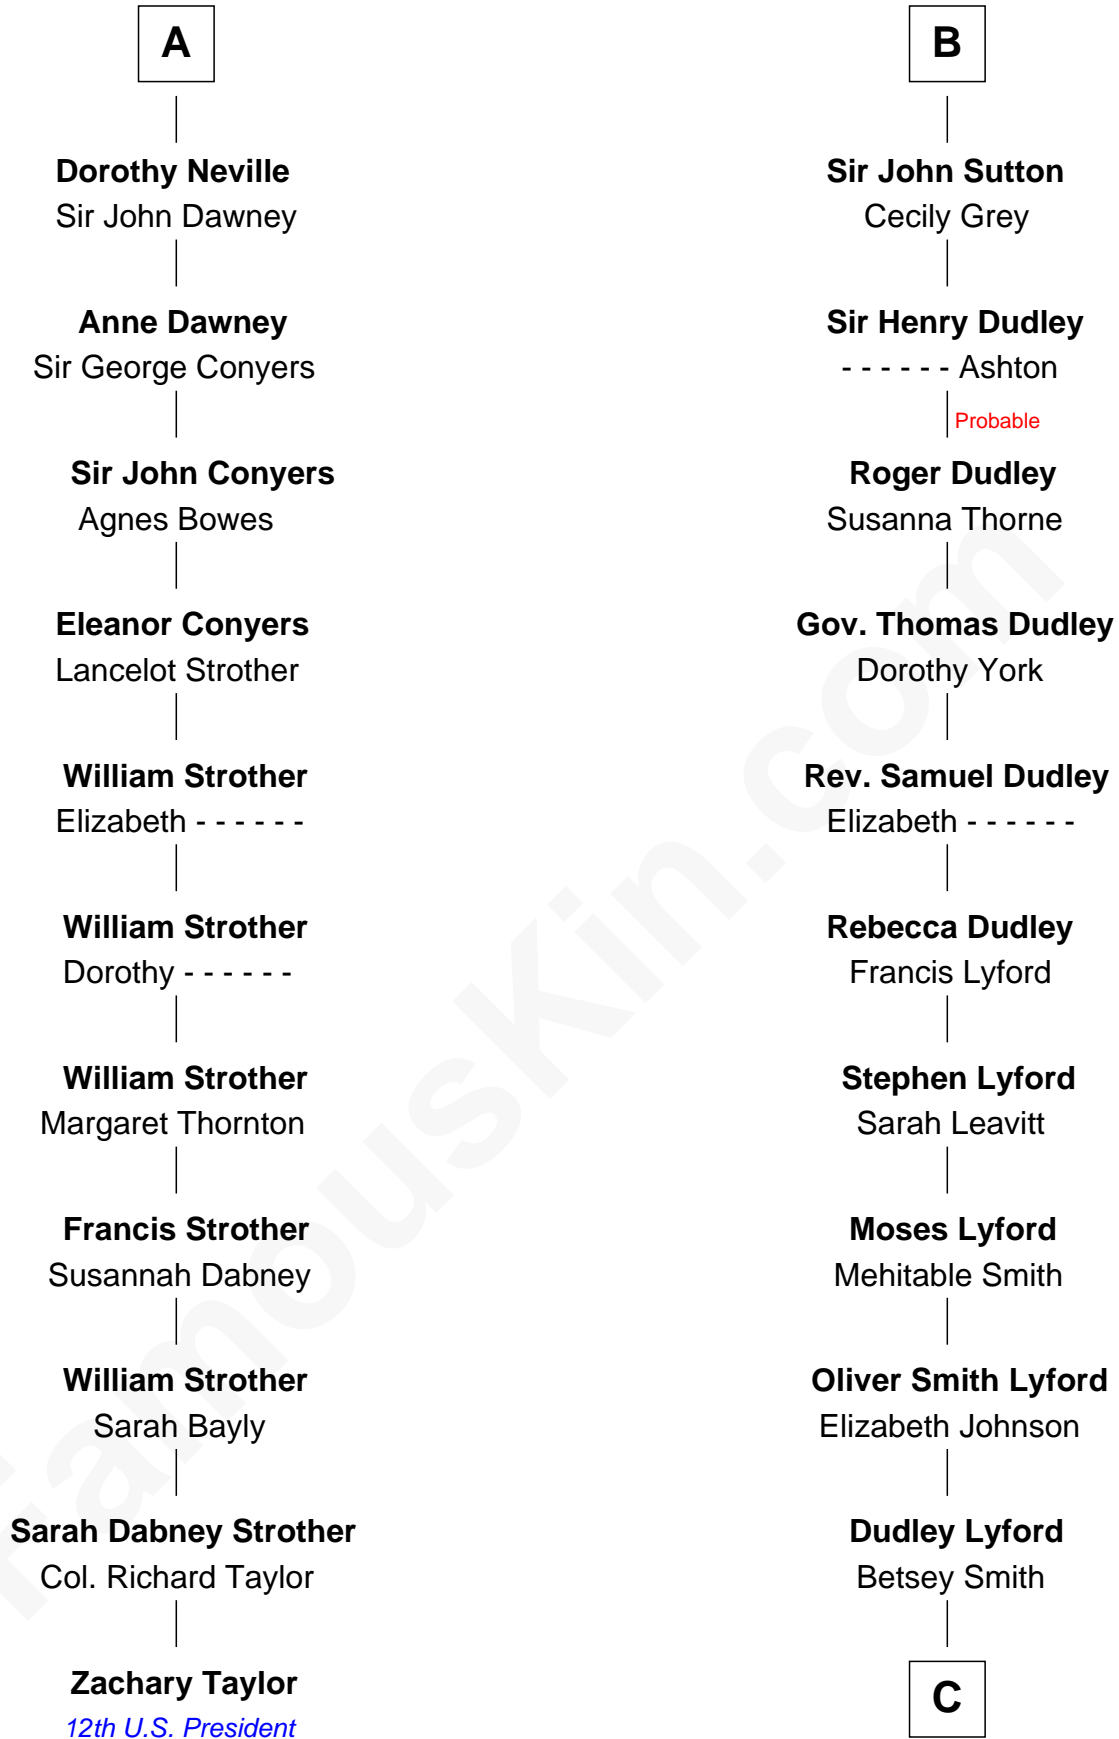 A
Dorothy Neville
Sir John Dawney
Anne Dawney
Sir George Conyers
Sir John Conyers
Agnes Bowes
Eleanor Conyers
Lancelot Strother
William Strother
Elizabeth - - - - - -
William Strother
Dorothy - - - - - -
William Strother
Margaret Thornton
Francis Strother
Susannah Dabney
William Strother
Sarah Bayly
Sarah Dabney Strother
Col. Richard Taylor
Zachary Taylor
12th U.S. President
B
Sir John Sutton
Cecily Grey
Sir Henry Dudley
- - - - - - Ashton
Probable
Roger Dudley
Susanna Thorne
Gov. Thomas Dudley
Dorothy York
Rev. Samuel Dudley
Elizabeth - - - - - -
Rebecca Dudley
Francis Lyford
Stephen Lyford
Sarah Leavitt
Moses Lyford
Mehitable Smith
Oliver Smith Lyford
Elizabeth Johnson
Dudley Lyford
Betsey Smith
C
FamousKin.com